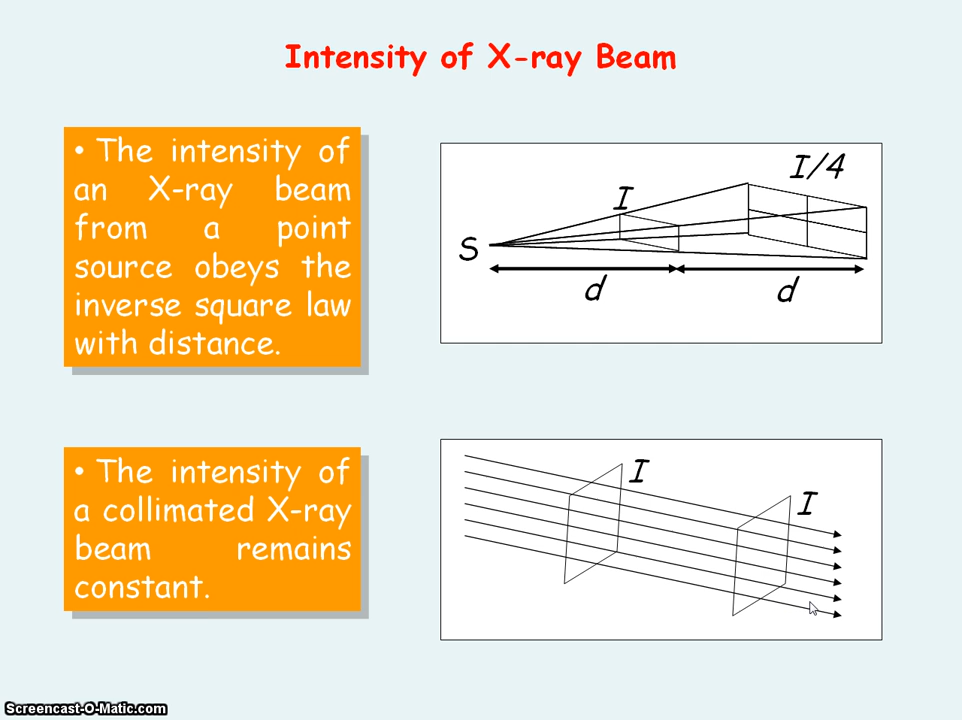 Intensity of X-ray Beam
• The intensity of
an X-ray beam
from a point
source obeys the
inverse square law
with distance.
I/4
I
S
d
d
• The intensity of
a collimated X-ray
beam remains
constant.
I
I
Screencast-O-Matic.com